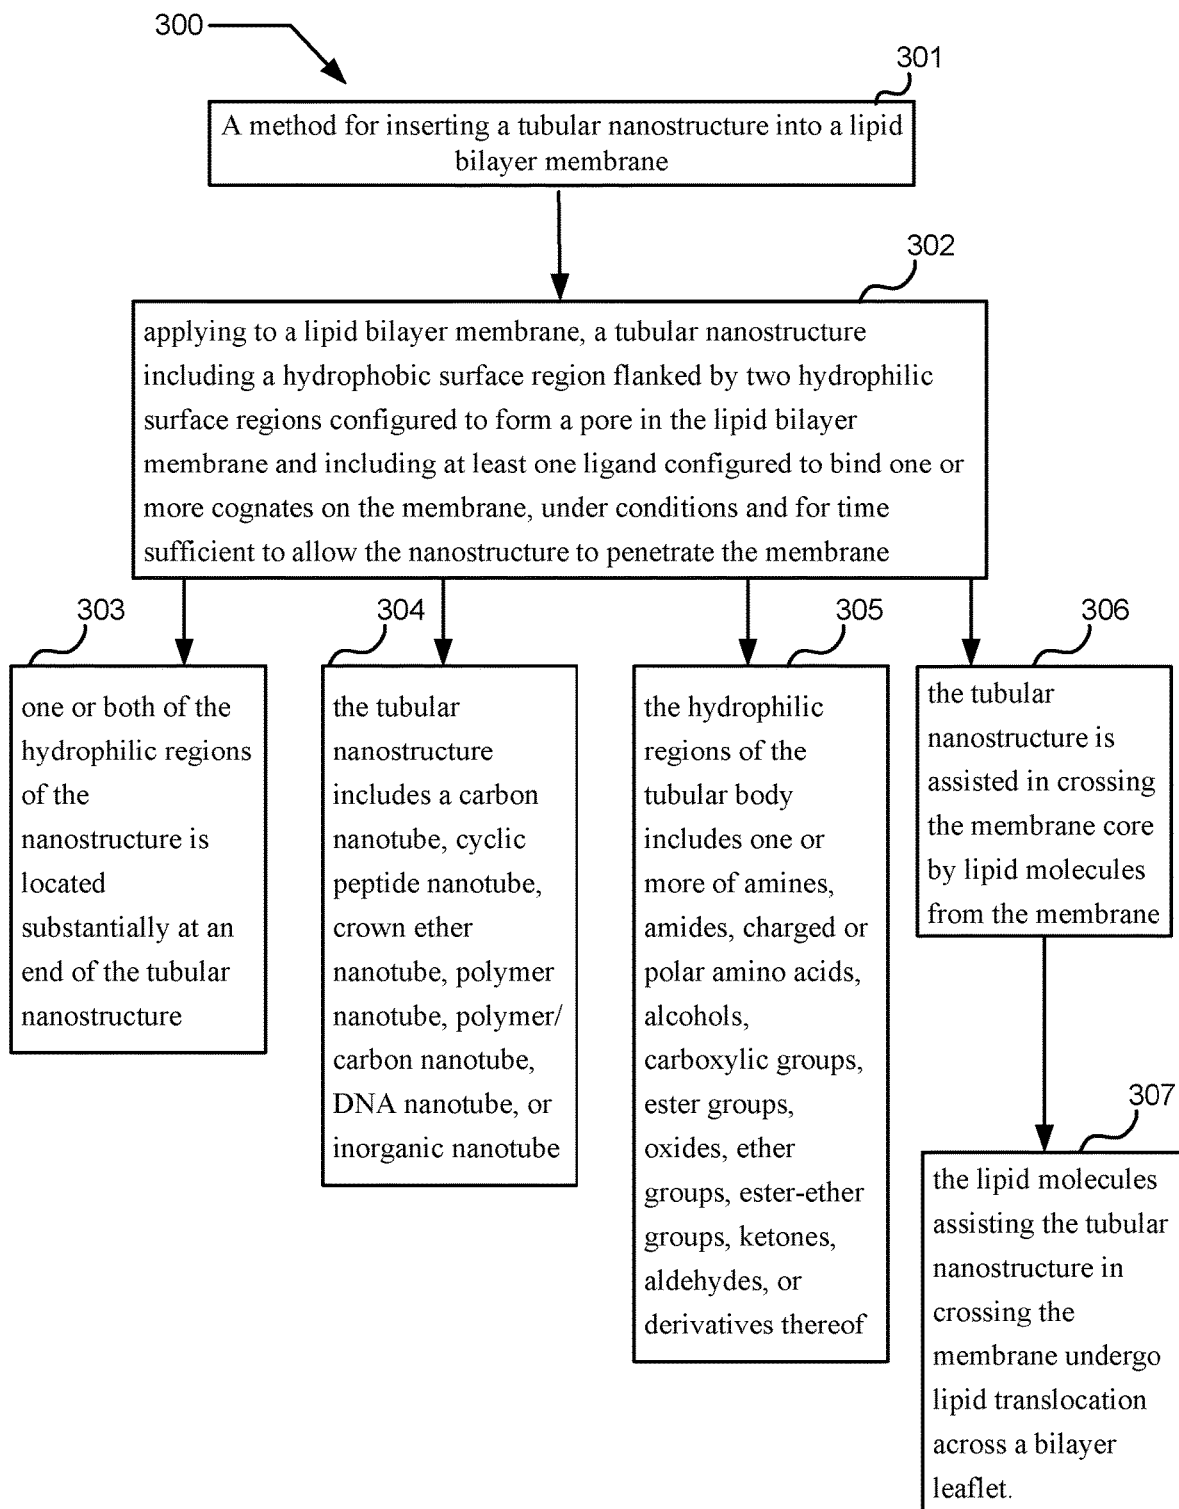 300
301
A method for inserting a tubular nanostructure into a lipid
bilayer membrane
302
applying to a lipid bilayer membrane, a tubular nanostructure
including a hydrophobic surface region flanked by two hydrophilic
surface regions configured to form a pore in the lipid bilayer
membrane and including at least one ligand configured to bind one or
more cognates on the membrane, under conditions and for time
sufficient to allow the nanostructure to penetrate the membrane
303
one or both of the
hydrophilic regions
of the
nanostructure is
located
substantially at an
end of the tubular
nanostructure
304
the tubular
nanostructure
includes a carbon
nanotube, cyclic
peptide nanotube,
crown ether
nanotube, polymer
nanotube, polymer/
carbon nanotube,
DNA nanotube, or
inorganic nanotube
305
the hydrophilic
regions of the
tubular body
includes one or
more of amines,
amides, charged or
polar amino acids,
alcohols,
carboxylic groups,
ester groups,
oxides, ether
groups, ester-ether
groups, ketones,
aldehydes, or
derivatives thereof
306
the tubular
nanostructure is
assisted in crossing
the membrane core
by lipid molecules
from the membrane
307
the lipid molecules
assisting the tubular
nanostructure in
crossing the
membrane undergo
lipid translocation
across a bilayer
leaflet.